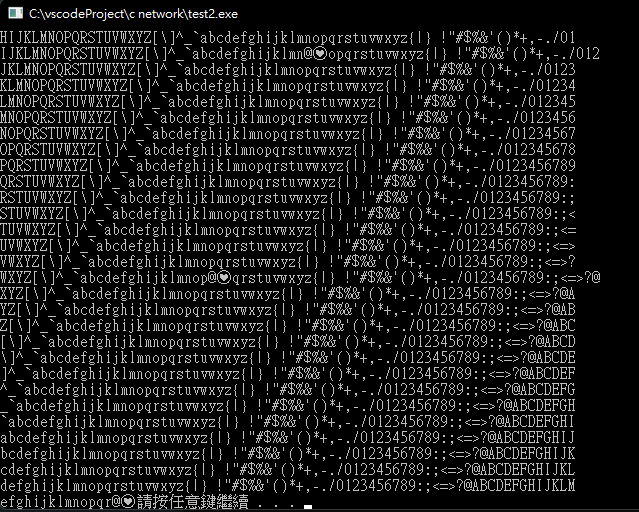 C:\vscodeProject\c network\test2.exe
HIJKLMNOPQRSTUVWXYZ[\]^_`abcdefghijklmnopqrstuvwxyz{|} !"#$%&'()*+,-./01
IJKLMNOPQRSTUVWXYZ[\]^_`abcdefghijklmn@♥opqrstuvwxyz{|} !"#$%&'()*+,-./012
JKLMNOPQRSTUVWXYZ[\]^_`abcdefghijklmnopqrstuvwxyz{|} !"#$%&'()*+,-./0123
KLMNOPQRSTUVWXYZ[\]^_`abcdefghijklmnopqrstuvwxyz{|} !"#$%&'()*+,-./01234
LMNOPQRSTUVWXYZ[\]^_`abcdefghijklmnopqrstuvwxyz{|} !"#$%&'()*+,-./012345
MNOPQRSTUVWXYZ[\]^_`abcdefghijklmnopqrstuvwxyz{|} !"#$%&'()*+,-./0123456
NOPQRSTUVWXYZ[\]^_`abcdefghijklmnopqrstuvwxyz{|} !"#$%&'()*+,-./01234567
OPQRSTUVWXYZ[\]^_`abcdefghijklmnopqrstuvwxyz{|} !"#$%&'()*+,-./012345678
PQRSTUVWXYZ[\]^_`abcdefghijklmnopqrstuvwxyz{|} !"#$%&'()*+,-./0123456789
QRSTUVWXYZ[\]^_`abcdefghijklmnopqrstuvwxyz{|} !"#$%&'()*+,-./0123456789:
RSTUVWXYZ[\]^_`abcdefghijklmnopqrstuvwxyz{|} !"#$%&'()*+,-./0123456789:;
STUVWXYZ[\]^_`abcdefghijklmnopqrstuvwxyz{|} !"#$%&'()*+,-./0123456789:;<
TUVWXYZ[\]^_`abcdefghijklmnopqrstuvwxyz{|} !"#$%&'()*+,-./0123456789:;<=
UVWXYZ[\]^_`abcdefghijklmnopqrstuvwxyz{|} !"#$%&'()*+,-./0123456789:;<=>
VWXYZ[\]^_`abcdefghijklmnopqrstuvwxyz{|} !"#$%&'()*+,-./0123456789:;<=>?
WXYZ[\]^_`abcdefghijklmnop@♥qrstuvwxyz{|} !"#$%&'()*+,-./0123456789:;<=>?@
XYZ[\]^_`abcdefghijklmnopqrstuvwxyz{|} !"#$%&'()*+,-./0123456789:;<=>?@A
YZ[\]^_`abcdefghijklmnopqrstuvwxyz{|} !"#$%&'()*+,-./0123456789:;<=>?@AB
Z[\]^_`abcdefghijklmnopqrstuvwxyz{|} !"#$%&'()*+,-./0123456789:;<=>?@ABC
[\]^_`abcdefghijklmnopqrstuvwxyz{|} !"#$%&'()*+,-./0123456789:;<=>?@ABCD
\]^_`abcdefghijklmnopqrstuvwxyz{|} !"#$%&'()*+,-./0123456789:;<=>?@ABCDE
]^_`abcdefghijklmnopqrstuvwxyz{|} !"#$%&'()*+,-./0123456789:;<=>?@ABCDEF
^_`abcdefghijklmnopqrstuvwxyz{|} !"#$%&'()*+,-./0123456789:;<=>?@ABCDEFG
_`abcdefghijklmnopqrstuvwxyz{|} !"#$%&'()*+,-./0123456789:;<=>?@ABCDEFGH
`abcdefghijklmnopqrstuvwxyz{|} !"#$%&'()*+,-./0123456789:;<=>?@ABCDEFGHI
abcdefghijklmnopqrstuvwxyz{|} !"#$%&'()*+,-./0123456789:;<=>?@ABCDEFGHIJ
bcdefghijklmnopqrstuvwxyz{|} !"#$%&'()*+,-./0123456789:;<=>?@ABCDEFGHIJK
cdefghijklmnopqrstuvwxyz{|} !"#$%&'()*+,-./0123456789:;<=>?@ABCDEFGHIJKL
defghijklmnopqrstuvwxyz{|} !"#$%&'()*+,-./0123456789:;<=>?@ABCDEFGHIJKLM
efghijklmnopqr@♥請按任意鍵繼續 . . .